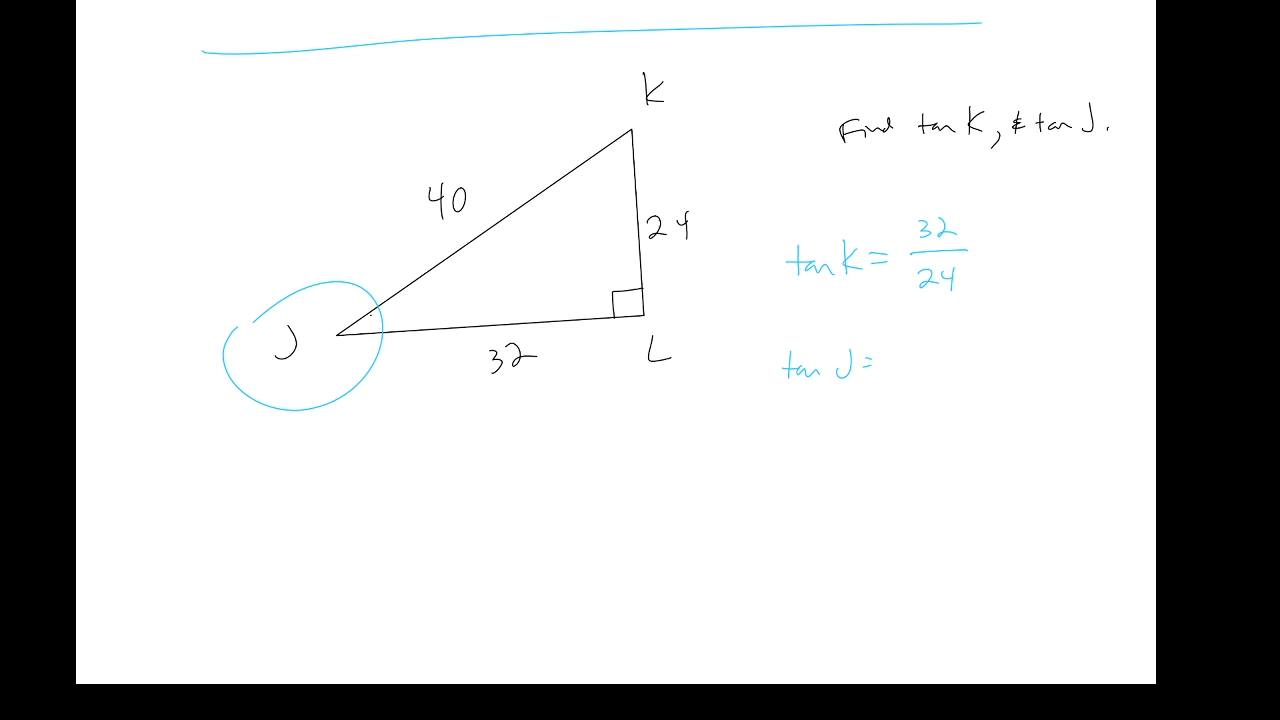 K
Find tan K, & tan J.
40
24
tan K = 32/24
J
32
L
tan J =